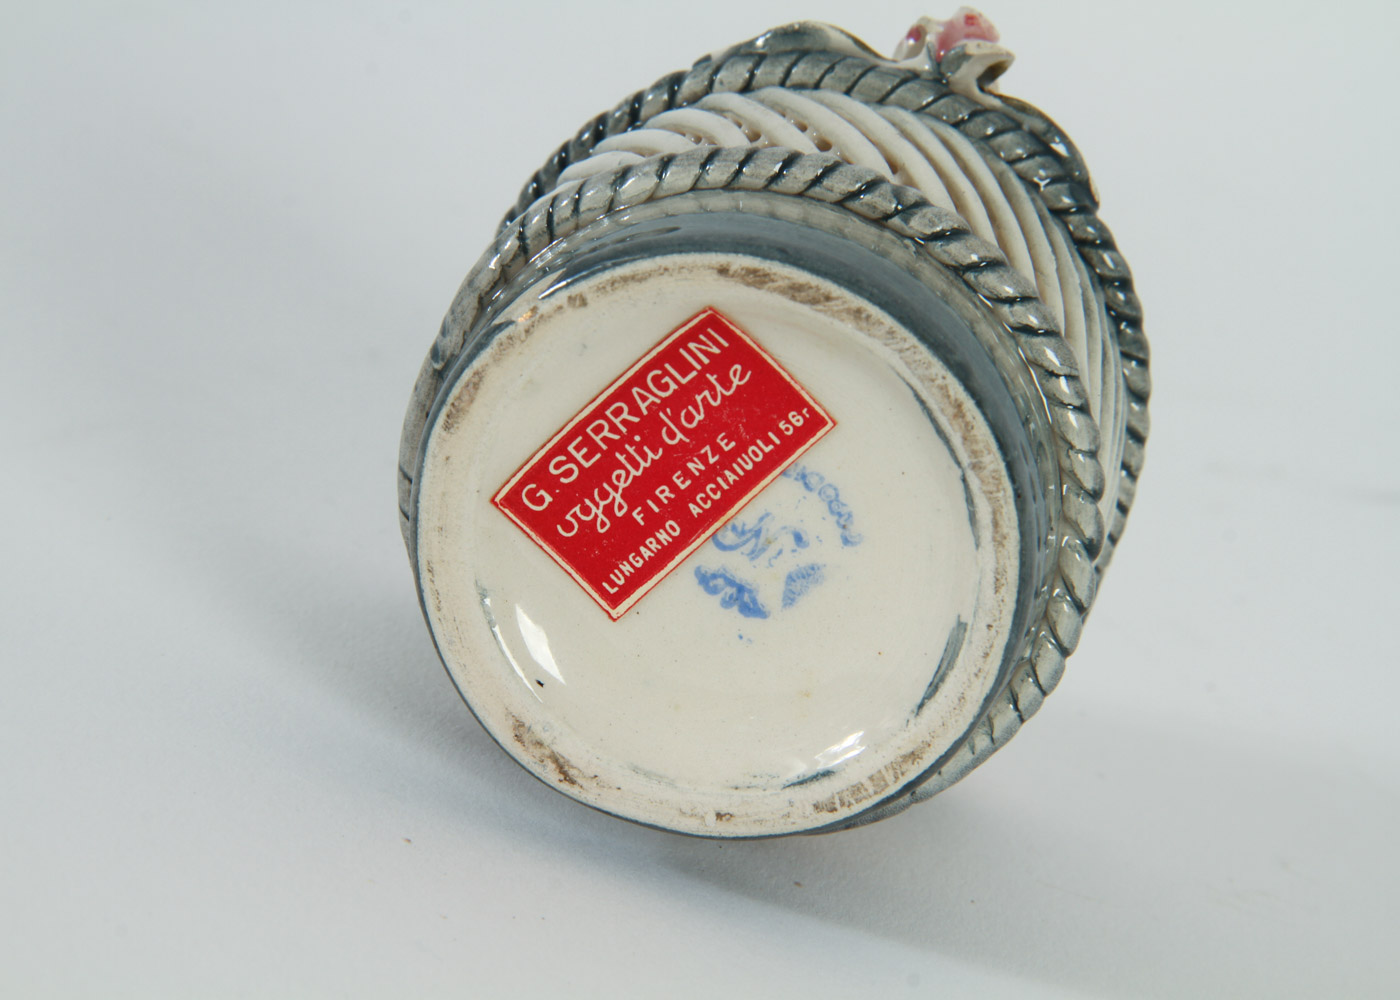 G. SERRAGLINI
oggetti d'arte
FIRENZE
LUNGARNO ACCIAIUOLI 56r